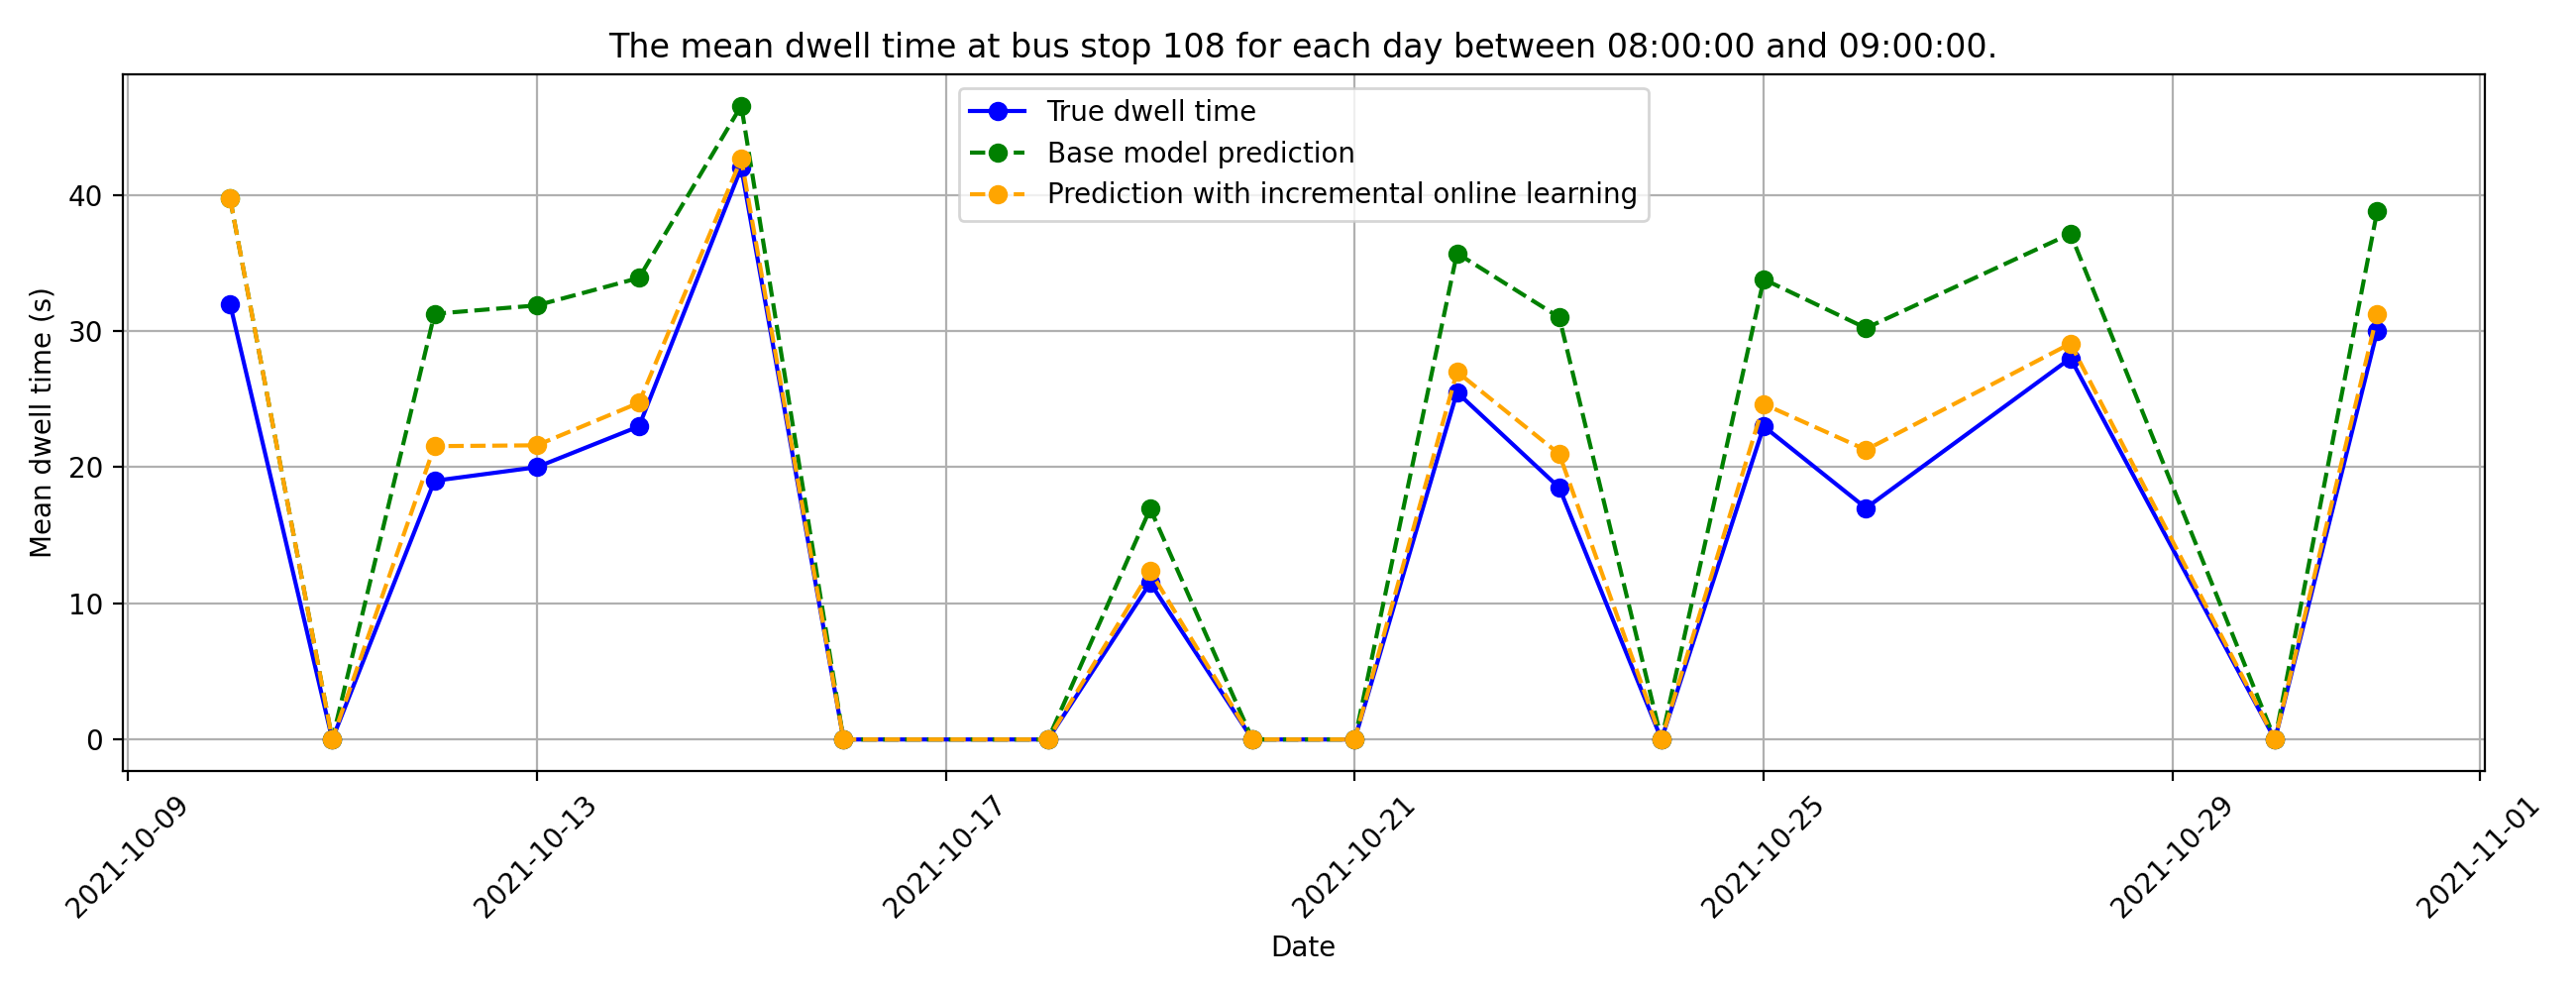 The mean dwell time at bus stop 108 for each day between 08:00:00 and 09:00:00.
True dwell time
Base model prediction
Prediction with incremental online learning
Mean dwell time (s)
40
30
20
10
0
2021-10-09
2021-10-13
2021-10-17
2021-10-21
2021-10-25
2021-10-29
2021-11-01
Date